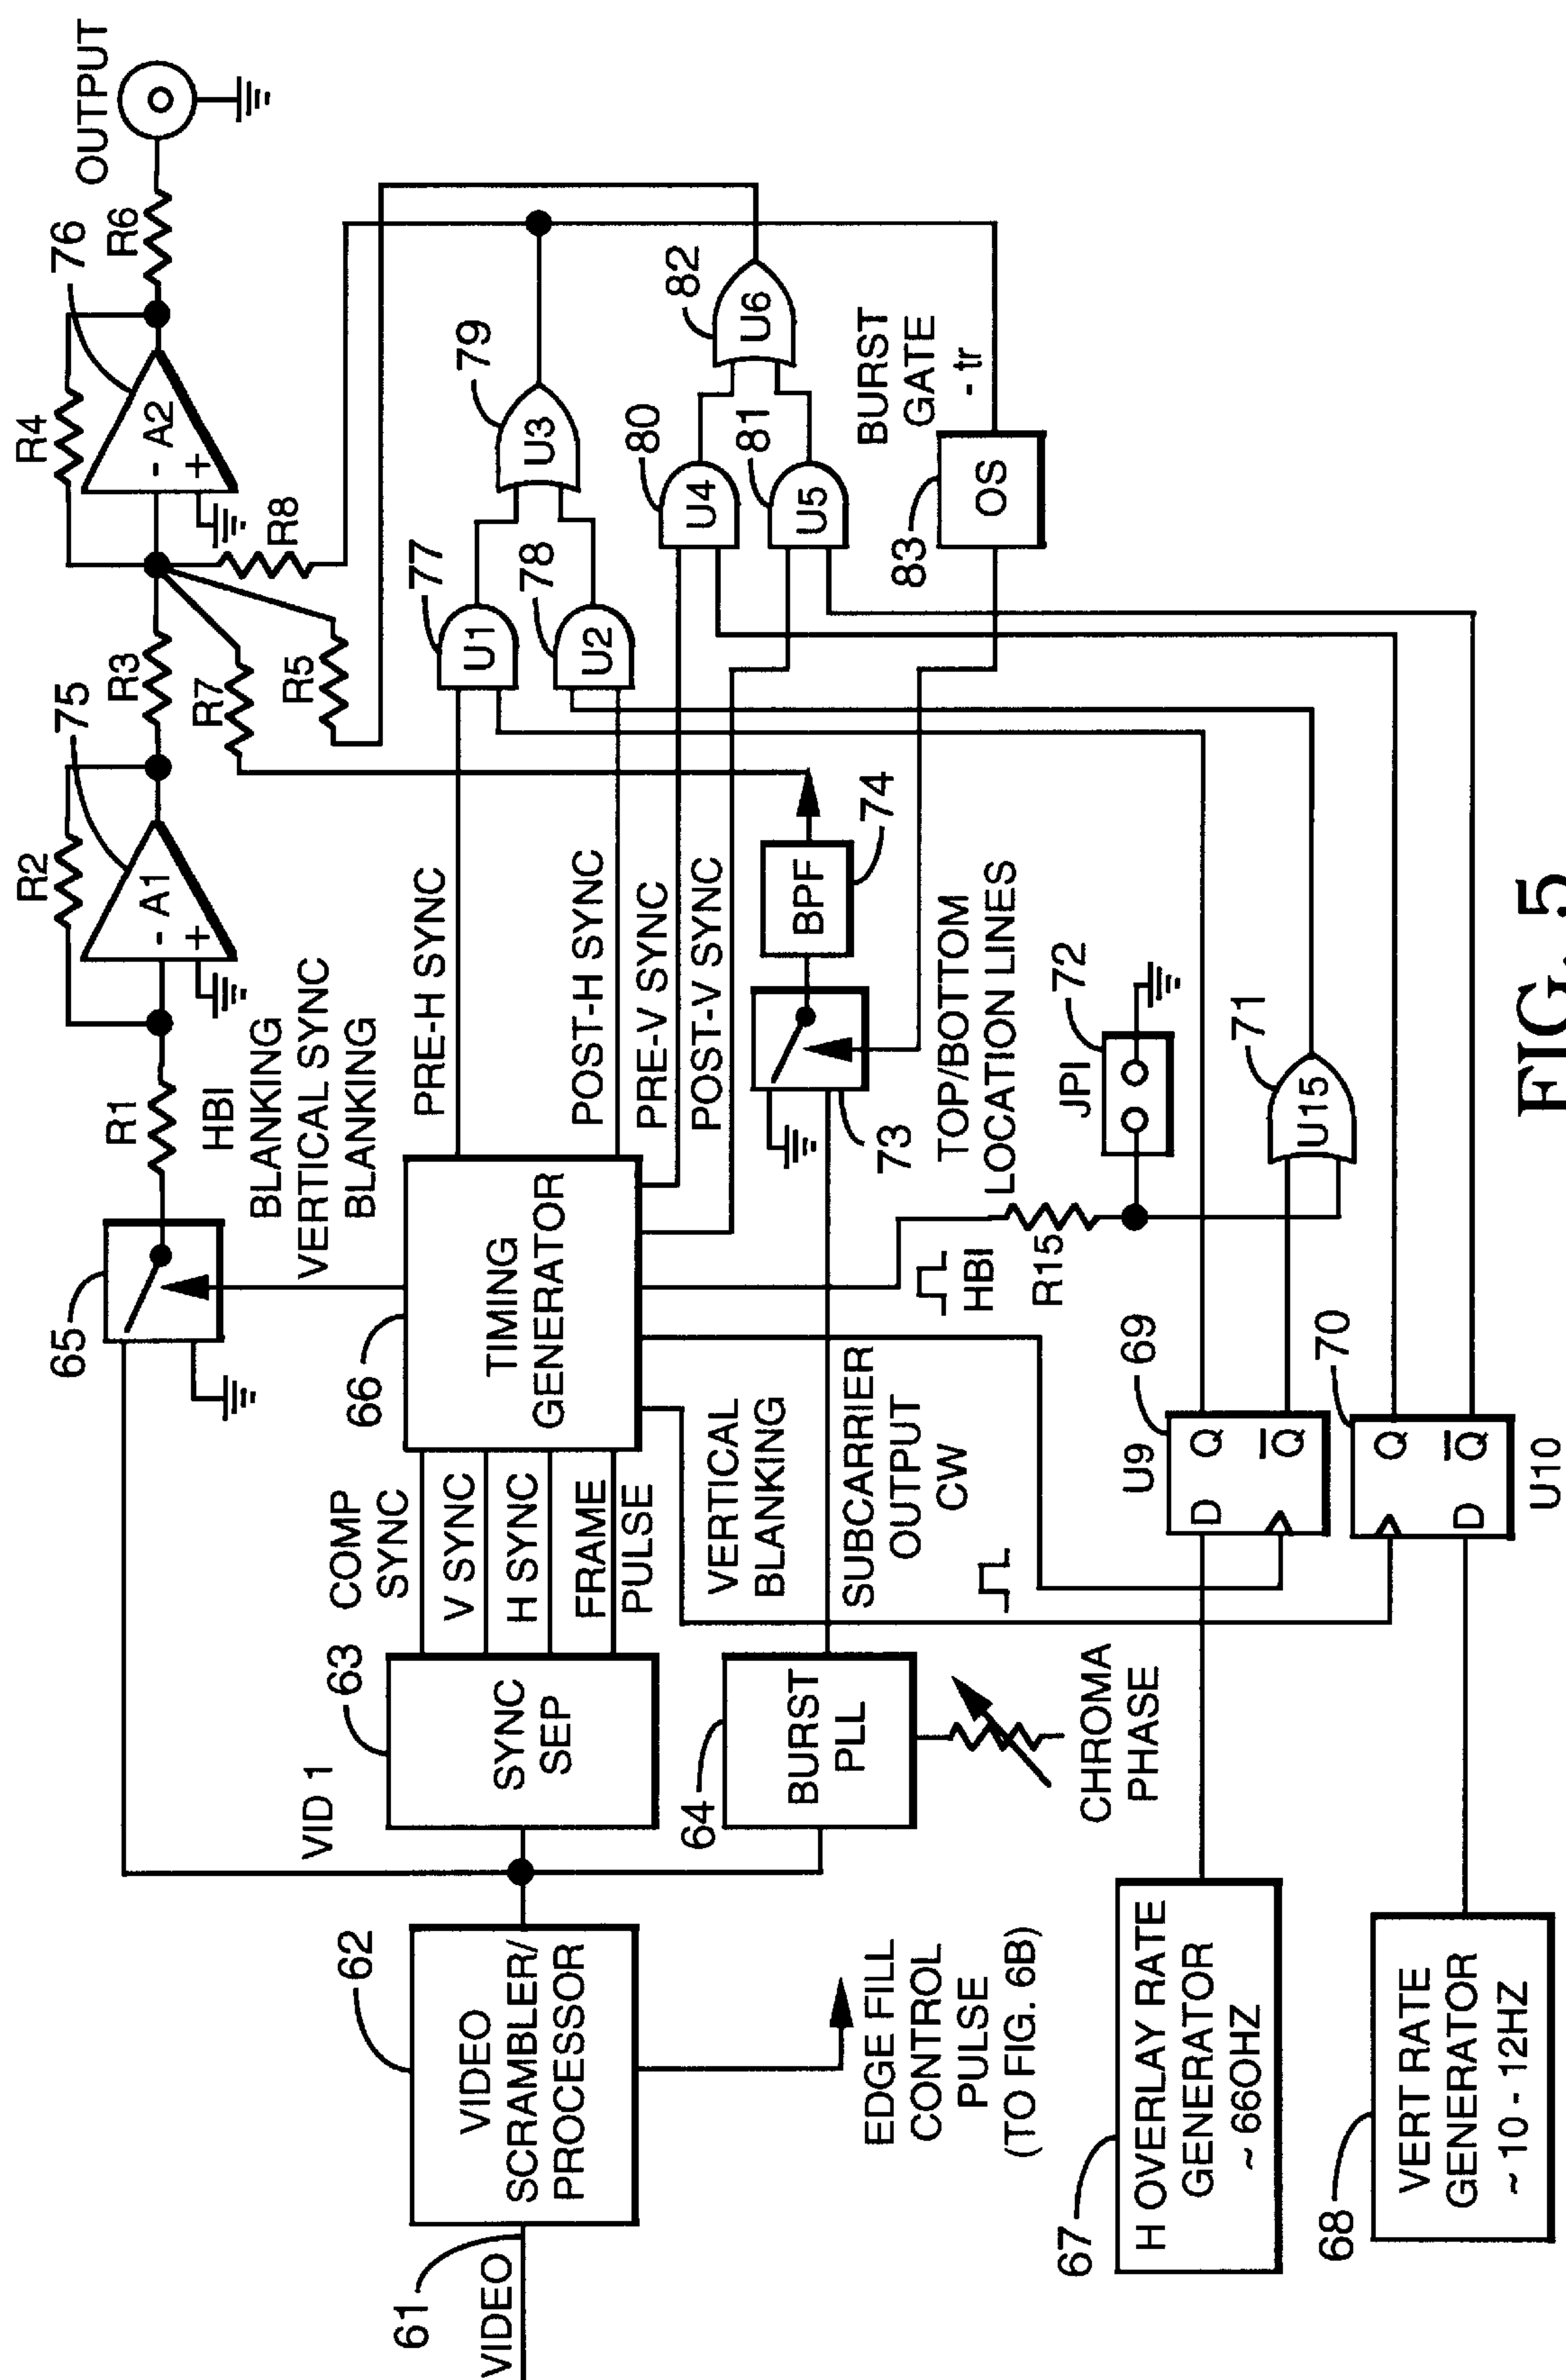 61
VIDEO
62
VIDEO
SCRAMBLER/
PROCESSOR
EDGE FILL
CONTROL
PULSE
(TO FIG. 6B)
67
H OVERLAY RATE
GENERATOR
~ 660HZ
68
VERT RATE
GENERATOR
~ 10 - 12HZ
VID 1
63
SYNC
SEP
64
BURST
PLL
CHROMA
PHASE
COMP
SYNC
V SYNC
H SYNC
FRAME
PULSE
VERTICAL
BLANKING
SUBCARRIER
OUTPUT
CW
65
66
TIMING
GENERATOR
HBI
BLANKING
VERTICAL SYNC
BLANKING
HBI
R15
U9
69
D
Q
Q
70
Q
D
Q
U10
R1
R2
A1
-
+
75
PRE-H SYNC
POST-H SYNC
PRE-V SYNC
POST-V SYNC
73
BPF
74
TOP/BOTTOM
LOCATION LINES
JPI
72
71
U15
R3
R7
R5
R8
R4
A2
-
+
76
R6
OUTPUT
77
U1
78
U2
79
U3
80
U4
81
U5
82
U6
83
OS
BURST
GATE
- tr
FIG. 5